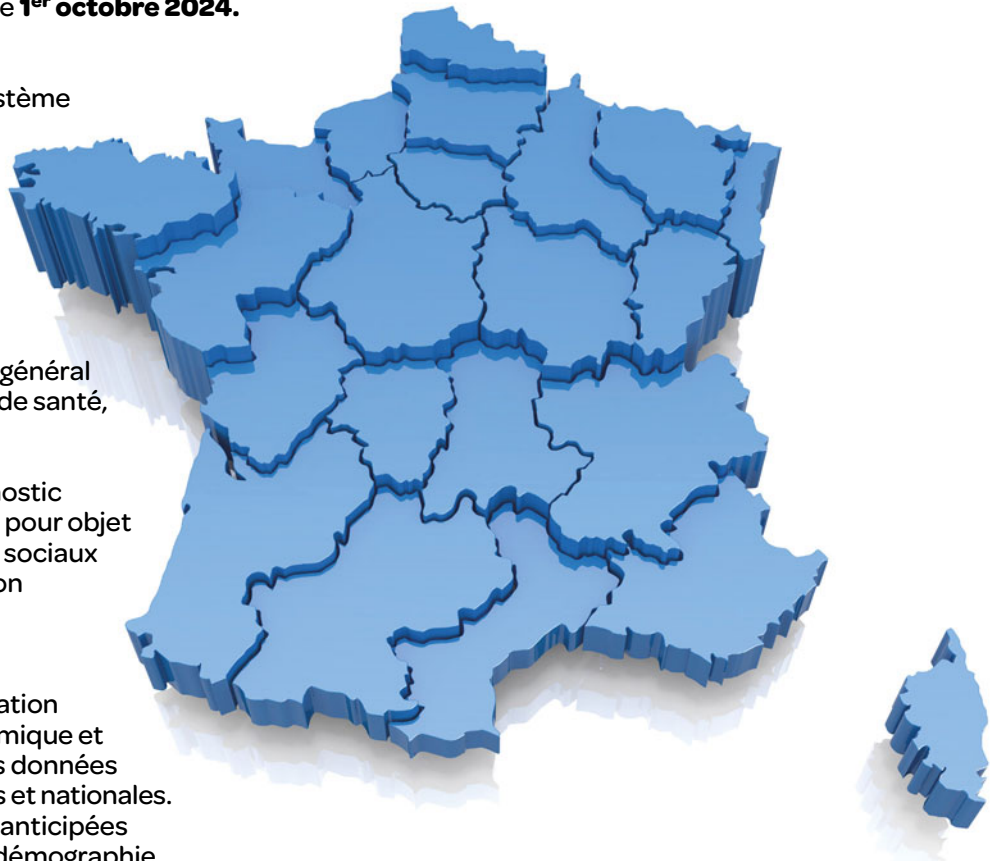 e 1er octobre 2024.
stème
général
de santé,
nostic
pour objet
sociaux
on
ation
mique et
s données
s et nationales.
anticipées
démographie